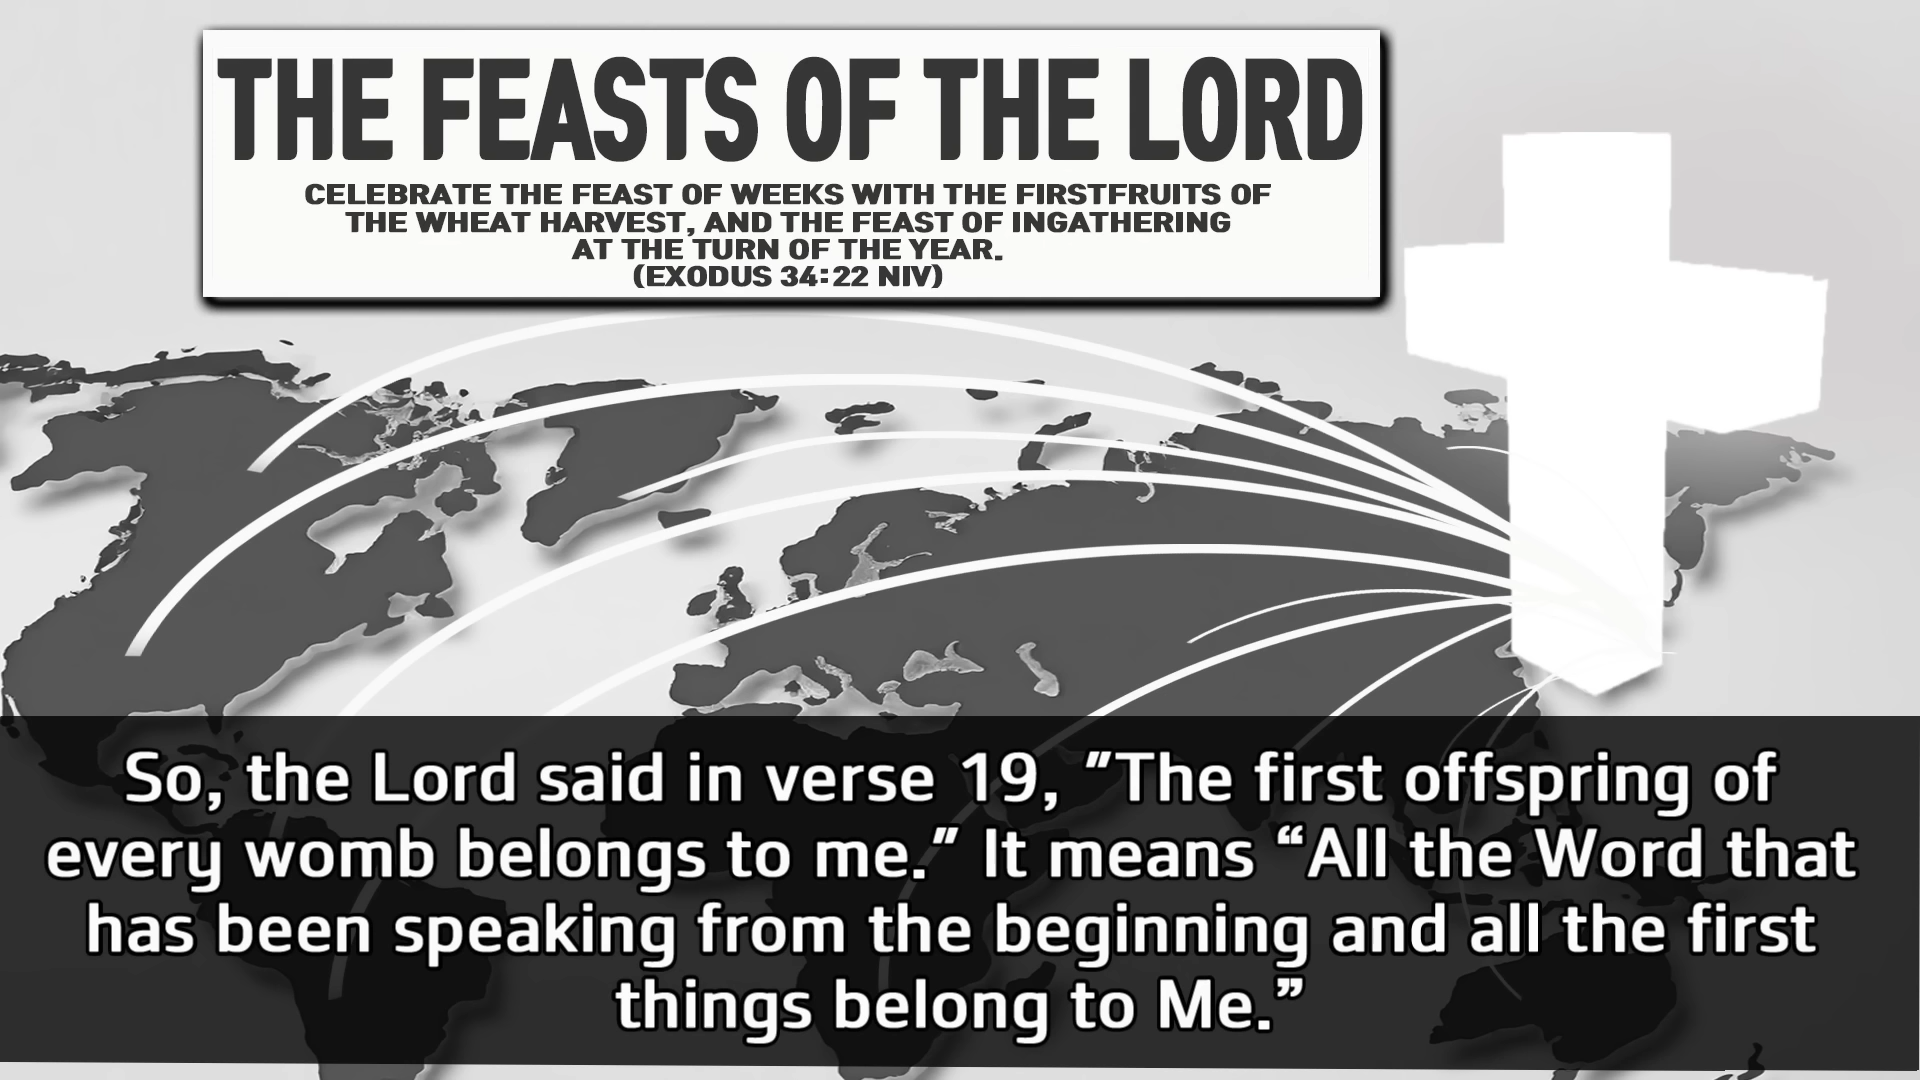 THE FEASTS OF THE LORD
CELEBRATE THE FEAST OF WEEKS WITH THE FIRSTFRUITS OF
THE WHEAT HARVEST, AND THE FEAST OF INGATHERING
AT THE TURN OF THE YEAR.
(EXODUS 34:22 NIV)
So, the Lord said in verse 19, "The first offspring of
every womb belongs to me." It means “All the Word that
has been speaking from the beginning and all the first
things belong to Me.”